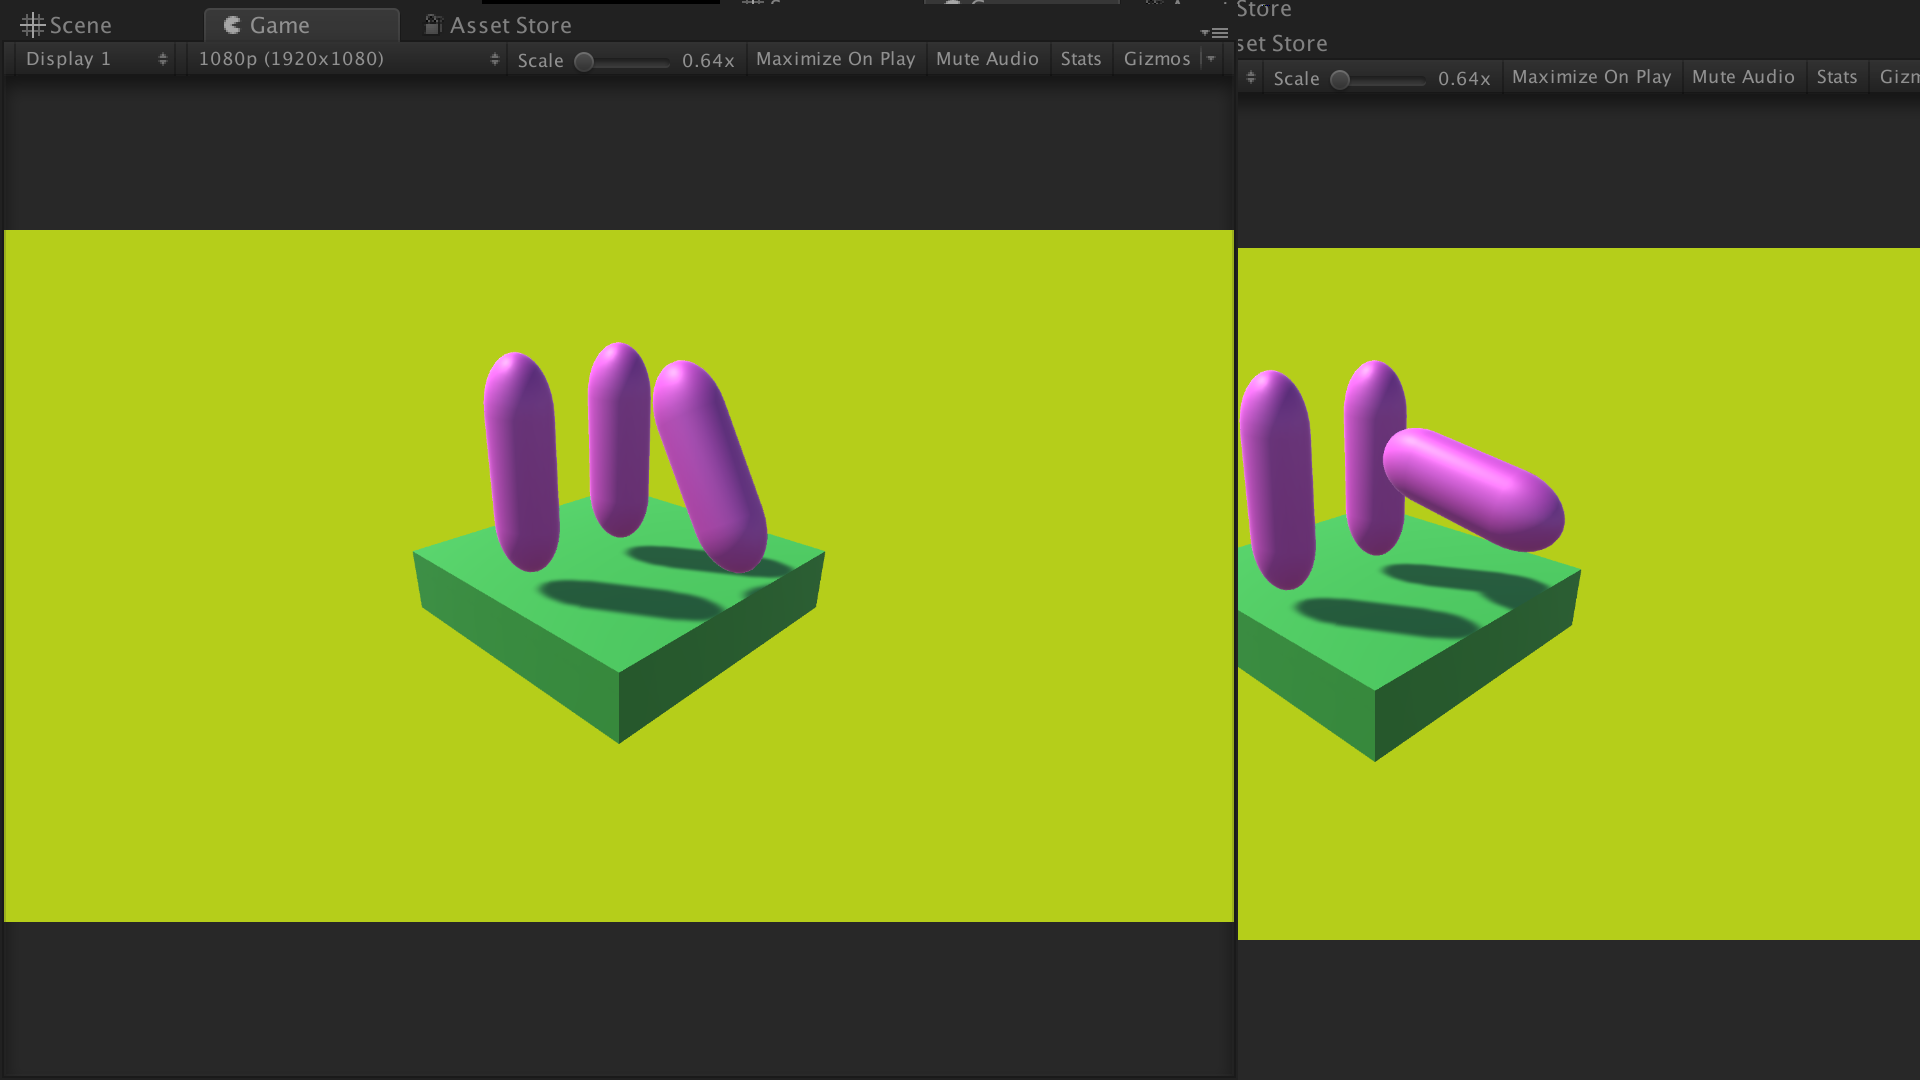 Scene
Game
Asset Store
Display 1
1080p (1920x1080)
Scale
0.64x
Maximize On Play
Mute Audio
Stats
Gizmos
Store
set Store
Scale
0.64x
Maximize On Play
Mute Audio
Stats
Gizm